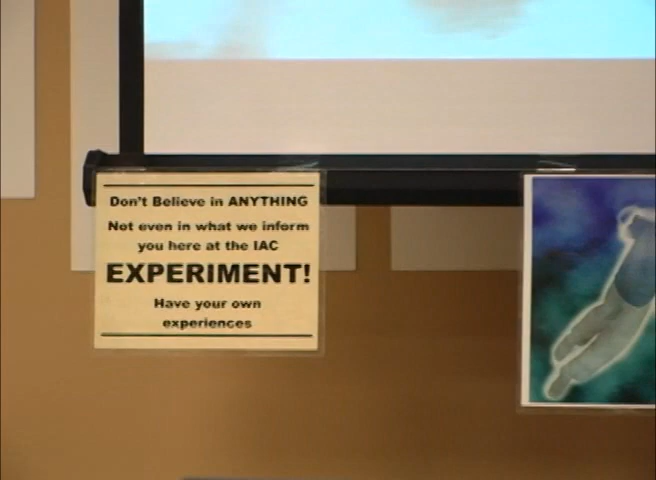 Don't Believe in ANYTHING
Not even in what we inform
you here at the IAC
EXPERIMENT!
Have your own
experiences